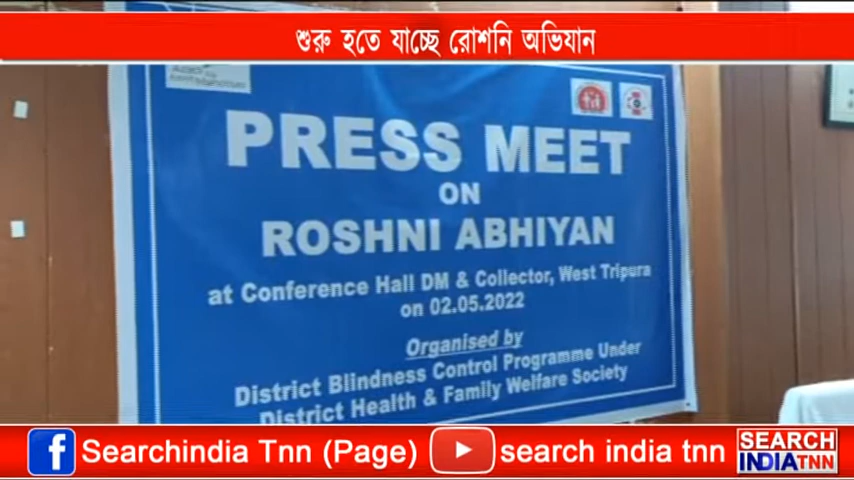 শুরু হতে যাচ্ছে রোশনি অভিযান
PRESS MEET
ON
ROSHNI ABHIYAN
at Conference Hall DM & Collector, West Tripura
on 02.05.2022
Organised by
District Blindness Control Programme Under
District Health & Family Welfare Society
Searchindia Tnn (Page)
search india tnn
SEARCH
INDIATNN